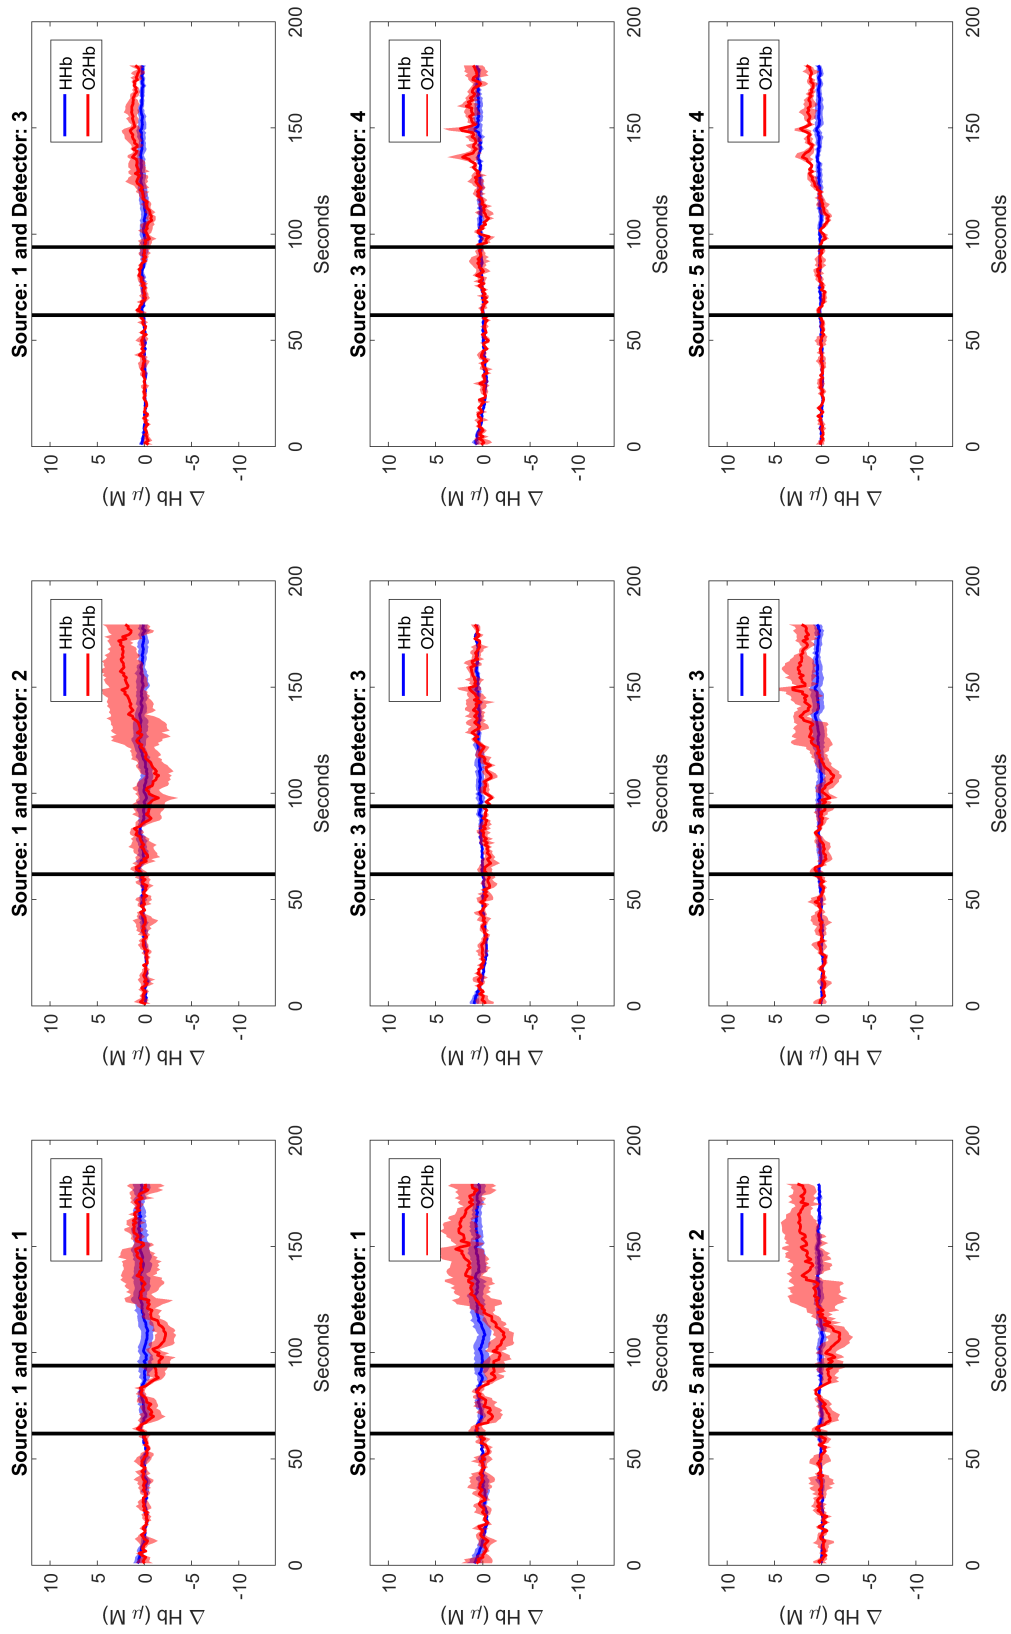 Source: 1 and Detector: 1
Δ Hb (μ M)
10
5
0
-5
-10
HHb
O2Hb
0 50 100 150 200
Seconds
Source: 1 and Detector: 2
Δ Hb (μ M)
10
5
0
-5
-10
HHb
O2Hb
0 50 100 150 200
Seconds
Source: 1 and Detector: 3
Δ Hb (μ M)
10
5
0
-5
-10
HHb
O2Hb
0 50 100 150 200
Seconds
Source: 3 and Detector: 1
Δ Hb (μ M)
10
5
0
-5
-10
HHb
O2Hb
0 50 100 150 200
Seconds
Source: 3 and Detector: 3
Δ Hb (μ M)
10
5
0
-5
-10
HHb
O2Hb
0 50 100 150 200
Seconds
Source: 3 and Detector: 4
Δ Hb (μ M)
10
5
0
-5
-10
HHb
O2Hb
0 50 100 150 200
Seconds
Source: 5 and Detector: 2
Δ Hb (μ M)
10
5
0
-5
-10
HHb
O2Hb
0 50 100 150 200
Seconds
Source: 5 and Detector: 3
Δ Hb (μ M)
10
5
0
-5
-10
HHb
O2Hb
0 50 100 150 200
Seconds
Source: 5 and Detector: 4
Δ Hb (μ M)
10
5
0
-5
-10
HHb
O2Hb
0 50 100 150 200
Seconds